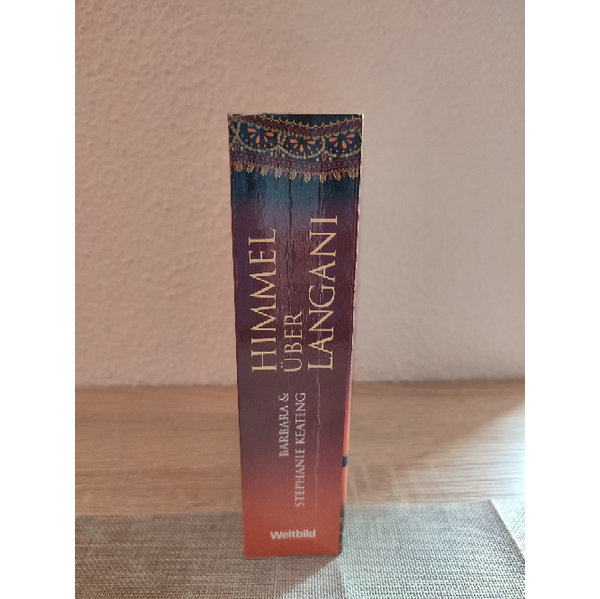 HIMMEL
ÜBER
LANGANI
BARBARA &
STEPHANIE KEATING
Weltbild